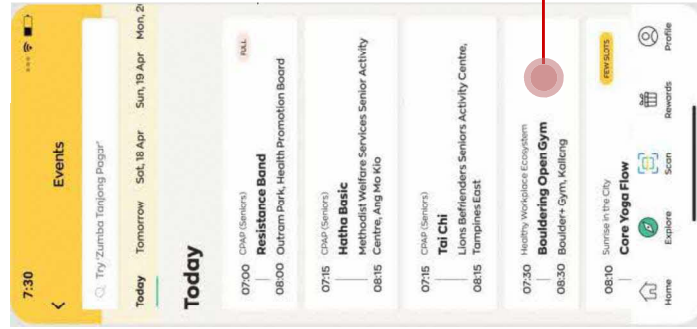 7:30
Events
Try 'Zumba Tanjong Pagar'
Today Tomorrow Sat, 18 Apr Sun, 19 Apr Mon, 2
Today
07:00 CPAP (Seniors) FULL
Resistance Band
08:00 Outram Park, Health Promotion Board
07:15 CPAP (Seniors)
Hatha Basic
Methodist Welfare Services Senior Activity
08:15 Centre, Ang Mo Kio
07:15 CPAP (Seniors)
Tai Chi
Lions Befrienders Seniors Activity Centre,
08:15 Tampines East
07:30 Healthy Workplace Ecosystem
Bouldering Open Gym
08:30 Boulder+ Gym, Kallang
08:10 Sunrise in the City FEW SLOTS
Core Yoga Flow
Home Explore Scan Rewards Profile